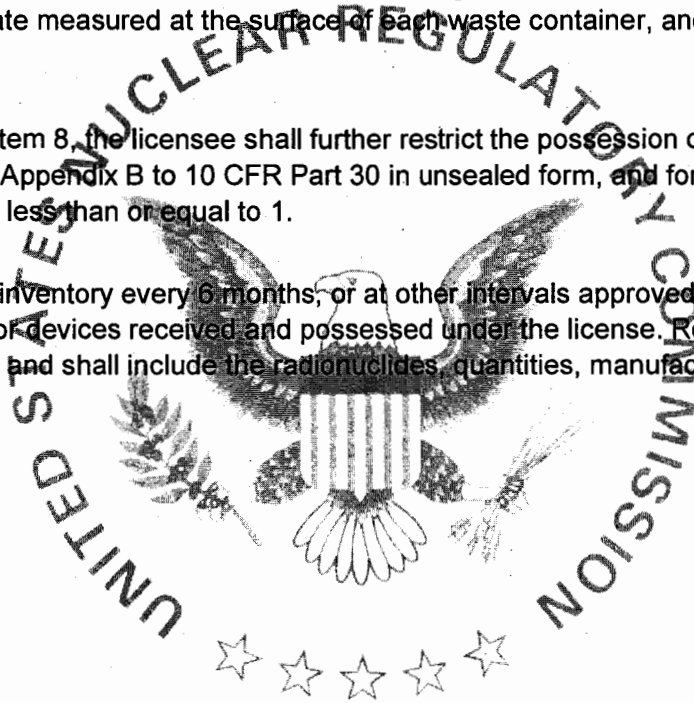 ate measured at the surface of each waste container, and
tem 8, the licensee shall further restrict the possession o
Appendix B to 10 CFR Part 30 in unsealed form, and for
less than or equal to 1.
inventory every 6 months, or at other intervals approved
or devices received and possessed under the license. Re
and shall include the radionuclides, quantities, manufac
UNITED STATES NUCLEAR REGULATORY COMMISSION